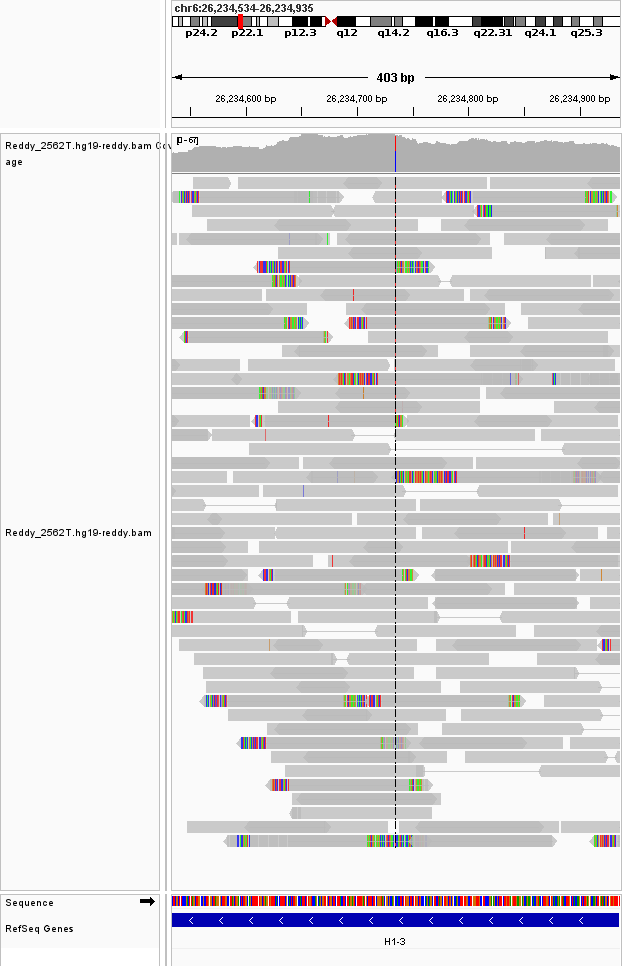 chr6:26,234,534-26,234,935
p24.2 p22.1 p12.3 q12 q14.2 q16.3 q22.31 q24.1 q25.3
403 bp
26,234,600 bp 26,234,700 bp 26,234,800 bp 26,234,900 bp
[0 - 67]
Reddy_2562T.hg19-reddy.bam Cov
age
Reddy_2562T.hg19-reddy.bam
Sequence
RefSeq Genes
H1-3